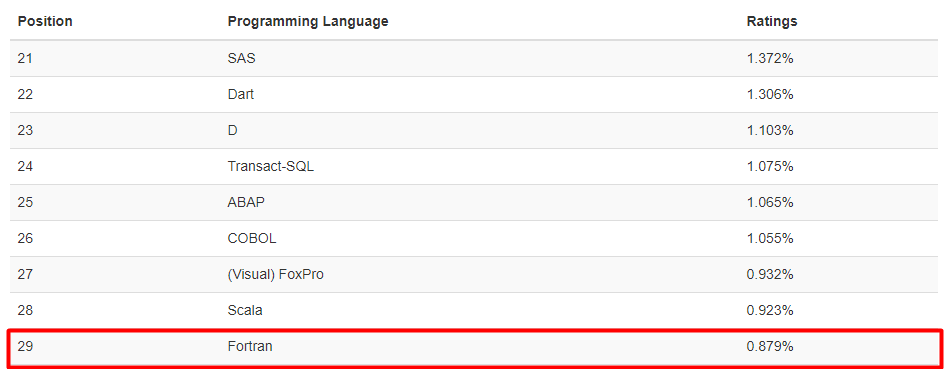 Position Programming Language Ratings
21 SAS 1.372%
22 Dart 1.306%
23 D 1.103%
24 Transact-SQL 1.075%
25 ABAP 1.065%
26 COBOL 1.055%
27 (Visual) FoxPro 0.932%
28 Scala 0.923%
29 Fortran 0.879%